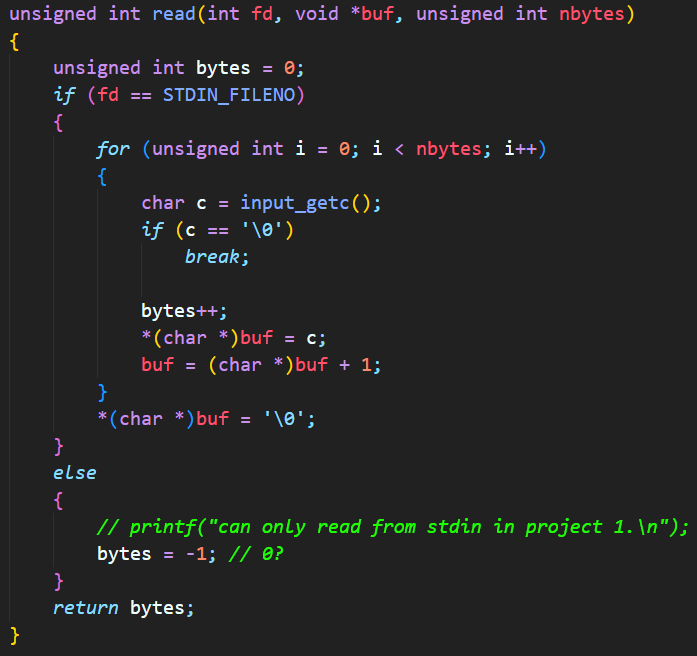 unsigned int read(int fd, void *buf, unsigned int nbytes)
{
    unsigned int bytes = 0;
    if (fd == STDIN_FILENO)
    {
        for (unsigned int i = 0; i < nbytes; i++)
        {
            char c = input_getc();
            if (c == '\0')
                break;

            bytes++;
            *(char *)buf = c;
            buf = (char *)buf + 1;
        }
        *(char *)buf = '\0';
    }
    else
    {
        // printf("can only read from stdin in project 1.\n");
        bytes = -1; // 0?
    }
    return bytes;
}